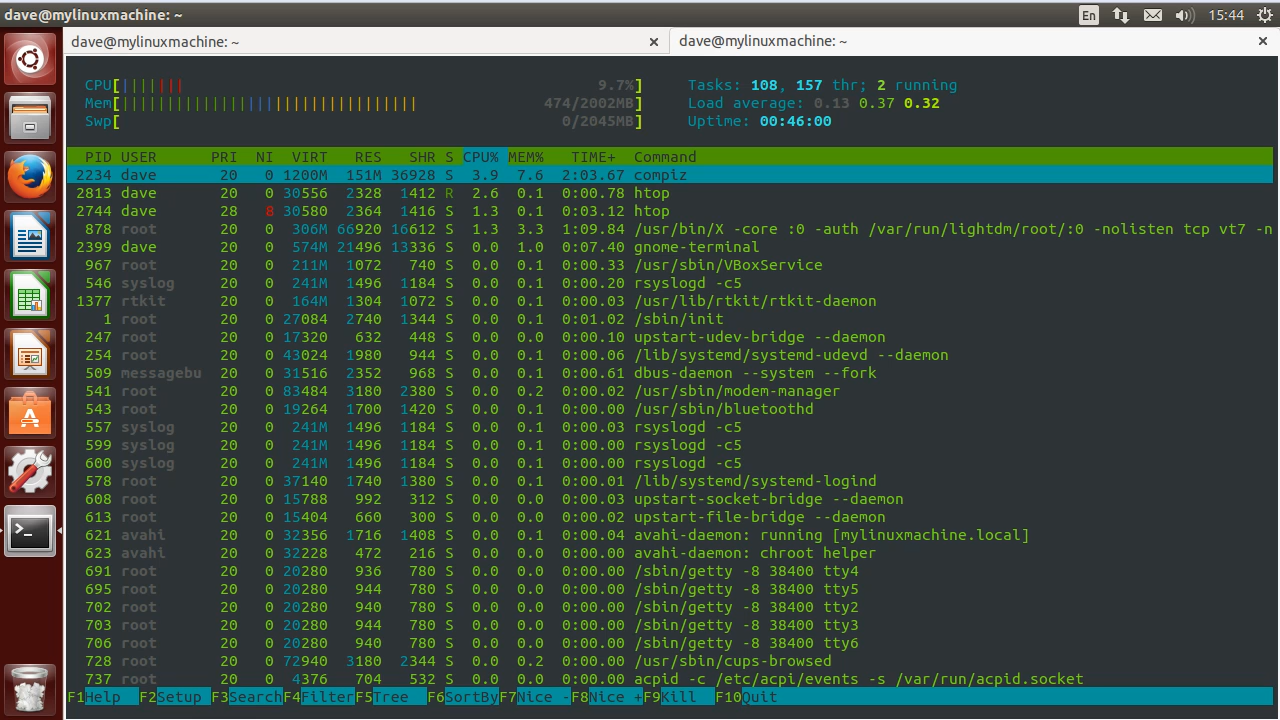 dave@mylinuxmachine: ~ En 15:44
dave@mylinuxmachine: ~ × dave@mylinuxmachine: ~ ×
CPU[||||||| 9.7%] Tasks: 108, 157 thr; 2 running
Mem[||||||||||||||||||||||||||||||||| 474/2002MB] Load average: 0.13 0.37 0.32
Swp[ 0/2045MB] Uptime: 00:46:00
PID USER PRI NI VIRT RES SHR S CPU% MEM% TIME+ Command
2234 dave 20 0 1200M 151M 36928 S 3.9 7.6 2:03.67 compiz
2813 dave 20 0 30556 2328 1412 R 2.6 0.1 0:00.78 htop
2744 dave 28 8 30580 2364 1416 S 1.3 0.1 0:03.12 htop
878 root 20 0 306M 66920 16612 S 1.3 3.3 1:09.84 /usr/bin/X -core :0 -auth /var/run/lightdm/root/:0 -nolisten tcp vt7 -n
2399 dave 20 0 574M 21496 13336 S 0.0 1.0 0:07.40 gnome-terminal
967 root 20 0 211M 1072 740 S 0.0 0.1 0:00.33 /usr/sbin/VBoxService
546 syslog 20 0 241M 1496 1184 S 0.0 0.1 0:00.20 rsyslogd -c5
1377 rtkit 20 0 164M 1304 1072 S 0.0 0.1 0:00.03 /usr/lib/rtkit/rtkit-daemon
1 root 20 0 27084 2740 1344 S 0.0 0.1 0:01.02 /sbin/init
247 root 20 0 17320 632 448 S 0.0 0.0 0:00.10 upstart-udev-bridge --daemon
254 root 20 0 43024 1980 944 S 0.0 0.1 0:00.06 /lib/systemd/systemd-udevd --daemon
509 messagebu 20 0 31516 2352 968 S 0.0 0.1 0:00.61 dbus-daemon --system --fork
541 root 20 0 83484 3180 2380 S 0.0 0.2 0:00.02 /usr/sbin/modem-manager
543 root 20 0 19264 1700 1420 S 0.0 0.1 0:00.00 /usr/sbin/bluetoothd
557 syslog 20 0 241M 1496 1184 S 0.0 0.1 0:00.03 rsyslogd -c5
599 syslog 20 0 241M 1496 1184 S 0.0 0.1 0:00.00 rsyslogd -c5
600 syslog 20 0 241M 1496 1184 S 0.0 0.1 0:00.00 rsyslogd -c5
578 root 20 0 37140 1740 1380 S 0.0 0.1 0:00.01 /lib/systemd/systemd-logind
608 root 20 0 15788 992 312 S 0.0 0.0 0:00.03 upstart-socket-bridge --daemon
613 root 20 0 15404 660 300 S 0.0 0.0 0:00.02 upstart-file-bridge --daemon
621 avahi 20 0 32356 1716 1408 S 0.0 0.1 0:00.04 avahi-daemon: running [mylinuxmachine.local]
623 avahi 20 0 32228 472 216 S 0.0 0.0 0:00.00 avahi-daemon: chroot helper
691 root 20 0 20280 936 780 S 0.0 0.0 0:00.00 /sbin/getty -8 38400 tty4
695 root 20 0 20280 944 780 S 0.0 0.0 0:00.00 /sbin/getty -8 38400 tty5
702 root 20 0 20280 940 780 S 0.0 0.0 0:00.00 /sbin/getty -8 38400 tty2
703 root 20 0 20280 944 780 S 0.0 0.0 0:00.00 /sbin/getty -8 38400 tty3
706 root 20 0 20280 940 780 S 0.0 0.0 0:00.00 /sbin/getty -8 38400 tty6
728 root 20 0 72940 3180 2344 S 0.0 0.2 0:00.00 /usr/sbin/cups-browsed
737 root 20 0 4376 704 532 S 0.0 0.0 0:00.00 acpid -c /etc/acpi/events -s /var/run/acpid.socket
F1Help F2Setup F3SearchF4FilterF5Tree F6SortByF7Nice -F8Nice +F9Kill F10Quit